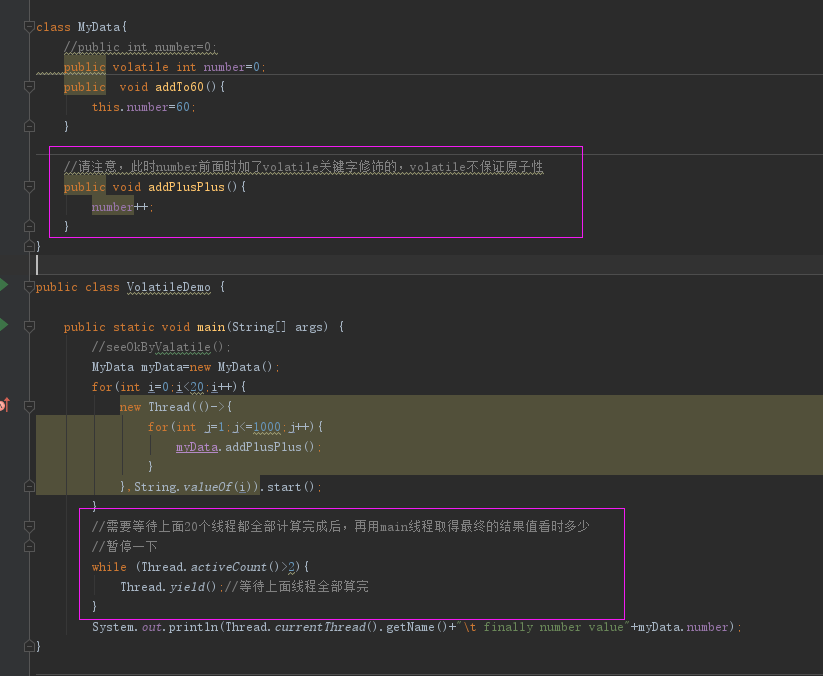 class MyData{
//public int number=0;
public volatile int number=0;
public  void addTo60(){
this.number=60;
}
//请注意，此时number前面时加了volatile关键字修饰的，volatile不保证原子性
public void addPlusPlus(){
number++;
}
}
public class VolatileDemo {
public static void main(String[] args) {
//seeOkByValatile();
MyData myData=new MyData();
for(int i=0;i<20;i++){
new Thread(()->{
for(int j=1;j<=1000;j++){
myData.addPlusPlus();
}
},String.valueOf(i)).start();
}
//需要等待上面20个线程都全部计算完成后，再用main线程取得最终的结果值看时多少
//暂停一下
while (Thread.activeCount()>2){
Thread.yield();//等待上面线程全部算完
}
System.out.println(Thread.currentThread().getName()+"\t finally number value"+myData.number);
}